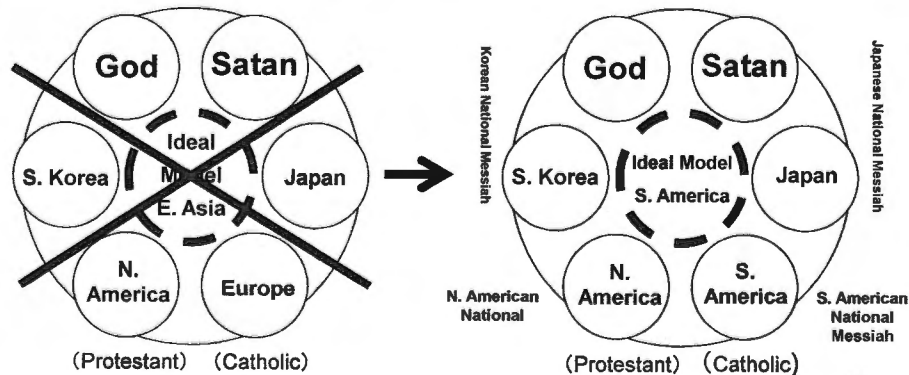 God
Satan
Ideal
Model
E. Asia
S. Korea
Japan
N.
America
Europe
(Protestant)
(Catholic)
Korean National Messiah
God
Satan
Japanese National Messiah
S. Korea
Ideal Model
S. America
Japan
N.
America
S.
America
N. American
National
S. American
National
Messiah
(Protestant)
(Catholic)